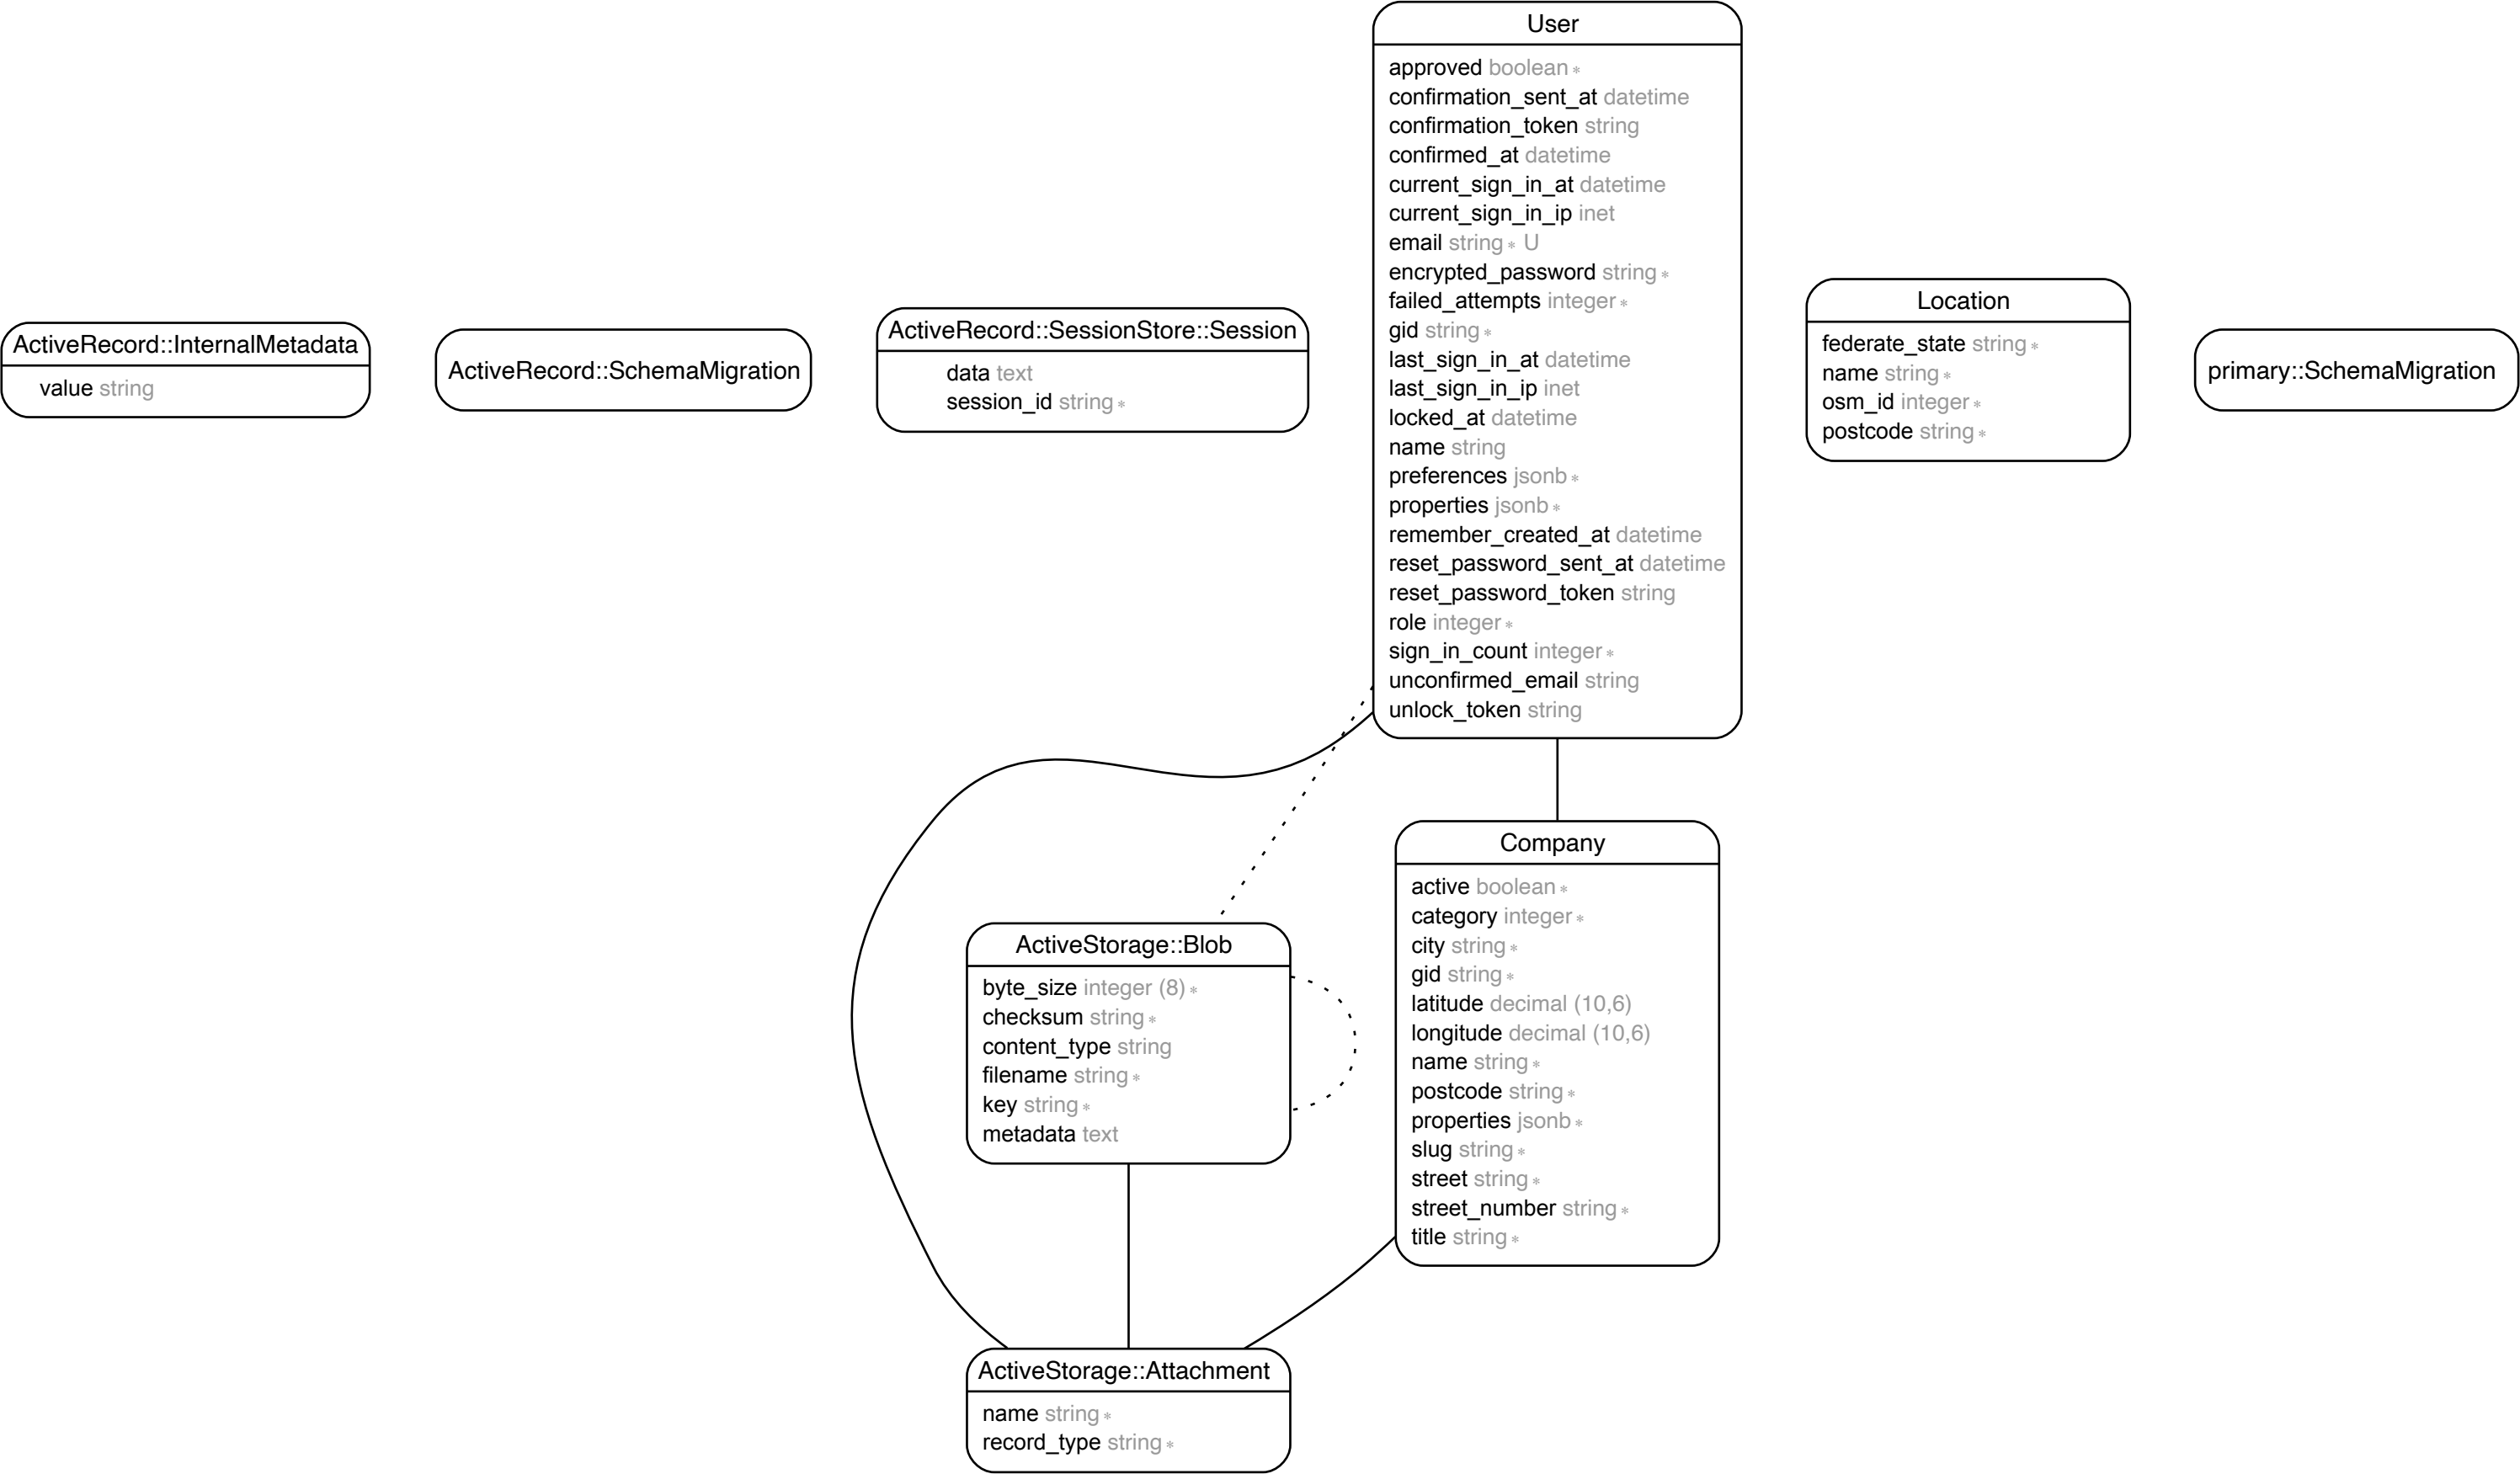 User
approved boolean ∗
confirmation_sent_at datetime
confirmation_token string
confirmed_at datetime
current_sign_in_at datetime
current_sign_in_ip inet
email string ∗ U
encrypted_password string ∗
failed_attempts integer ∗
gid string ∗
last_sign_in_at datetime
last_sign_in_ip inet
locked_at datetime
name string
preferences jsonb ∗
properties jsonb ∗
remember_created_at datetime
reset_password_sent_at datetime
reset_password_token string
role integer ∗
sign_in_count integer ∗
unconfirmed_email string
unlock_token string
ActiveRecord::InternalMetadata
value string
ActiveRecord::SchemaMigration
ActiveRecord::SessionStore::Session
data text
session_id string ∗
Location
federate_state string ∗
name string ∗
osm_id integer ∗
postcode string ∗
primary::SchemaMigration
Company
active boolean ∗
category integer ∗
city string ∗
gid string ∗
latitude decimal (10,6)
longitude decimal (10,6)
name string ∗
postcode string ∗
properties jsonb ∗
slug string ∗
street string ∗
street_number string ∗
title string ∗
ActiveStorage::Blob
byte_size integer (8) ∗
checksum string ∗
content_type string
filename string ∗
key string ∗
metadata text
ActiveStorage::Attachment
name string ∗
record_type string ∗